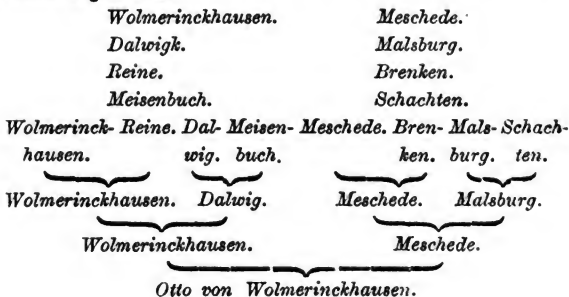 Wolmerinckhausen. Meschede.
Dalwigk. Malsburg.
Reine. Brenken.
Meisenbuch. Schachten.
Wolmerinck- Reine. Dal- Meisen- Meschede. Bren- Mals- Schach-
hausen. wig. buch. ken. burg. ten.
Wolmerinckhausen. Dalwig. Meschede. Malsburg.
Wolmerinckhausen. Meschede.
Otto von Wolmerinckhausen.